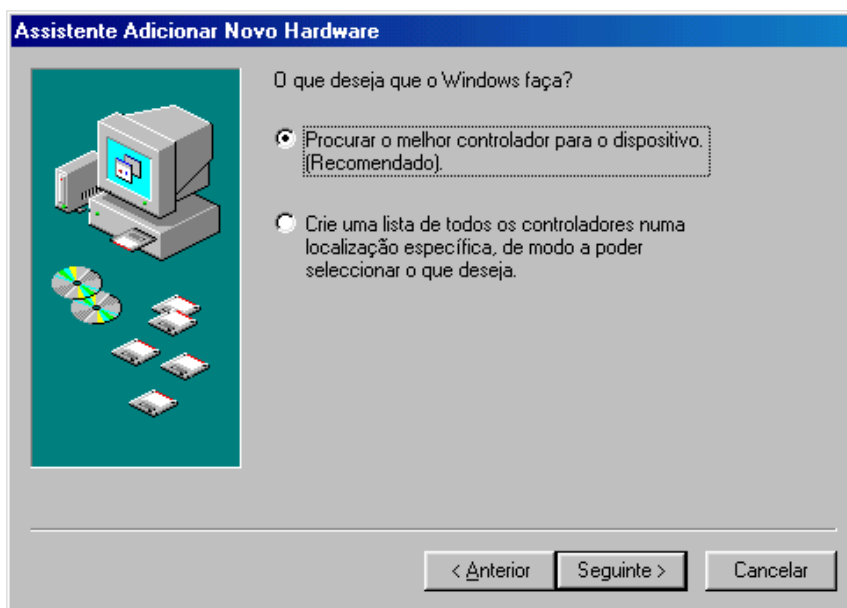 Assistente Adicionar Novo Hardware
O que deseja que o Windows faça?
Procurar o melhor controlador para o dispositivo.
(Recomendado).
Crie uma lista de todos os controladores numa
localização específica, de modo a poder
seleccionar o que deseja.
< Anterior
Seguinte >
Cancelar